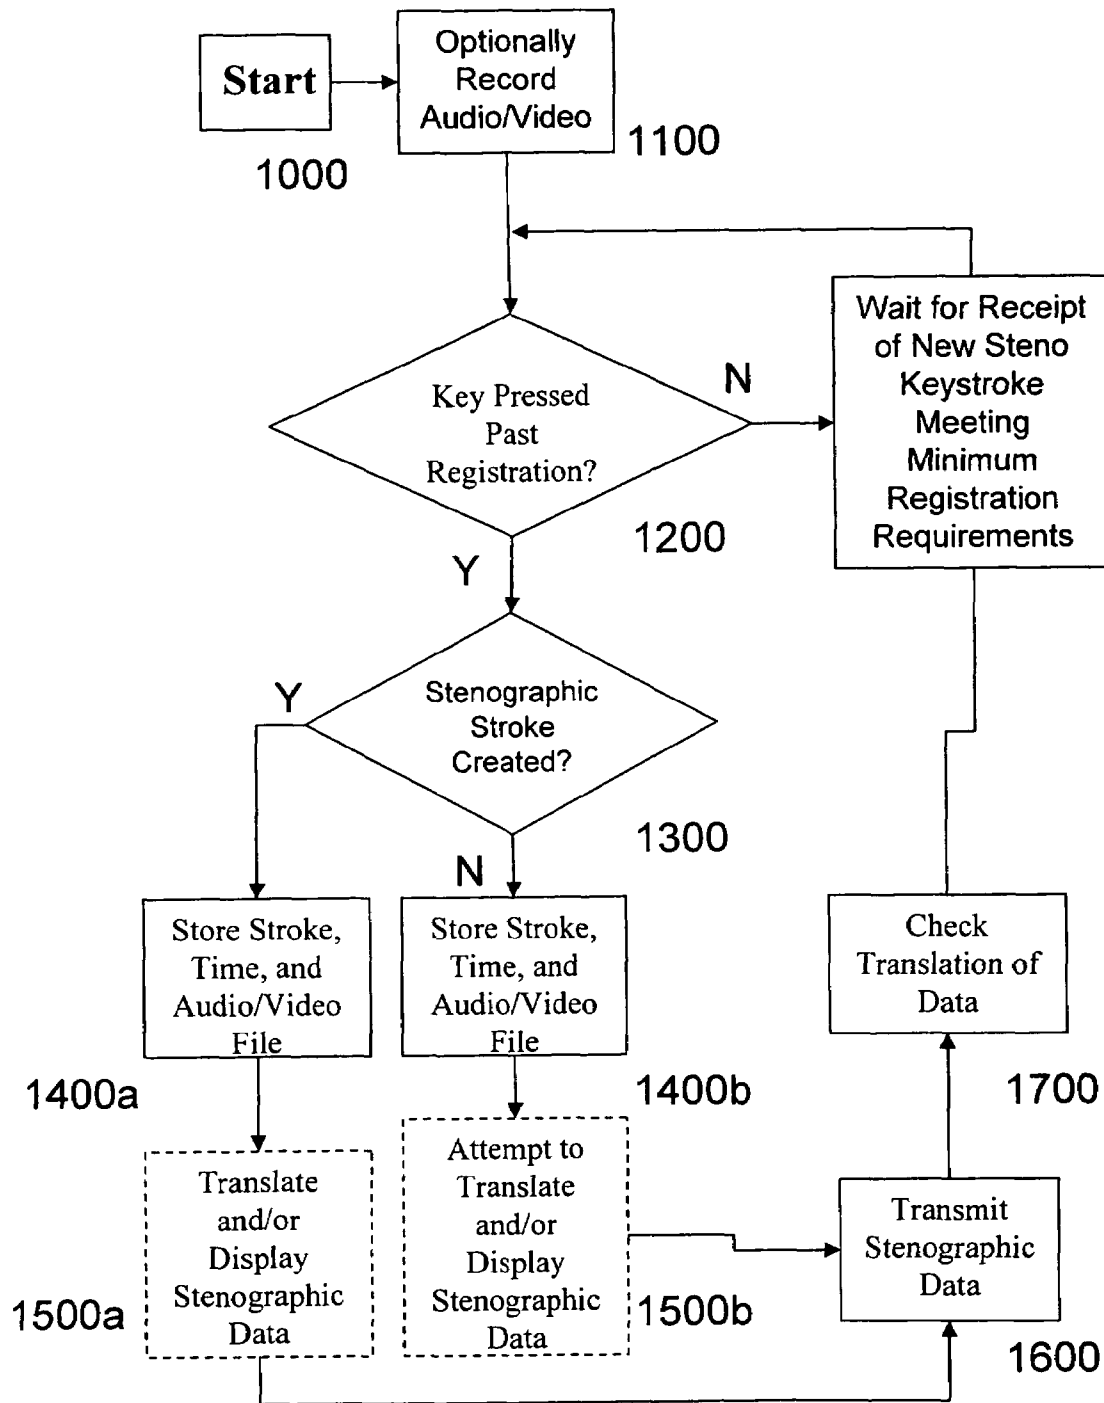 Start
1000
Optionally
Record
Audio/Video
1100
Key Pressed
Past
Registration?
1200
N
Y
Wait for Receipt
of New Steno
Keystroke
Meeting
Minimum
Registration
Requirements
Stenographic
Stroke
Created?
1300
Y
N
Store Stroke,
Time, and
Audio/Video
File
1400a
Store Stroke,
Time, and
Audio/Video
File
1400b
Check
Translation of
Data
1700
Translate
and/or
Display
Stenographic
Data
1500a
Attempt to
Translate
and/or
Display
Stenographic
Data
1500b
Transmit
Stenographic
Data
1600